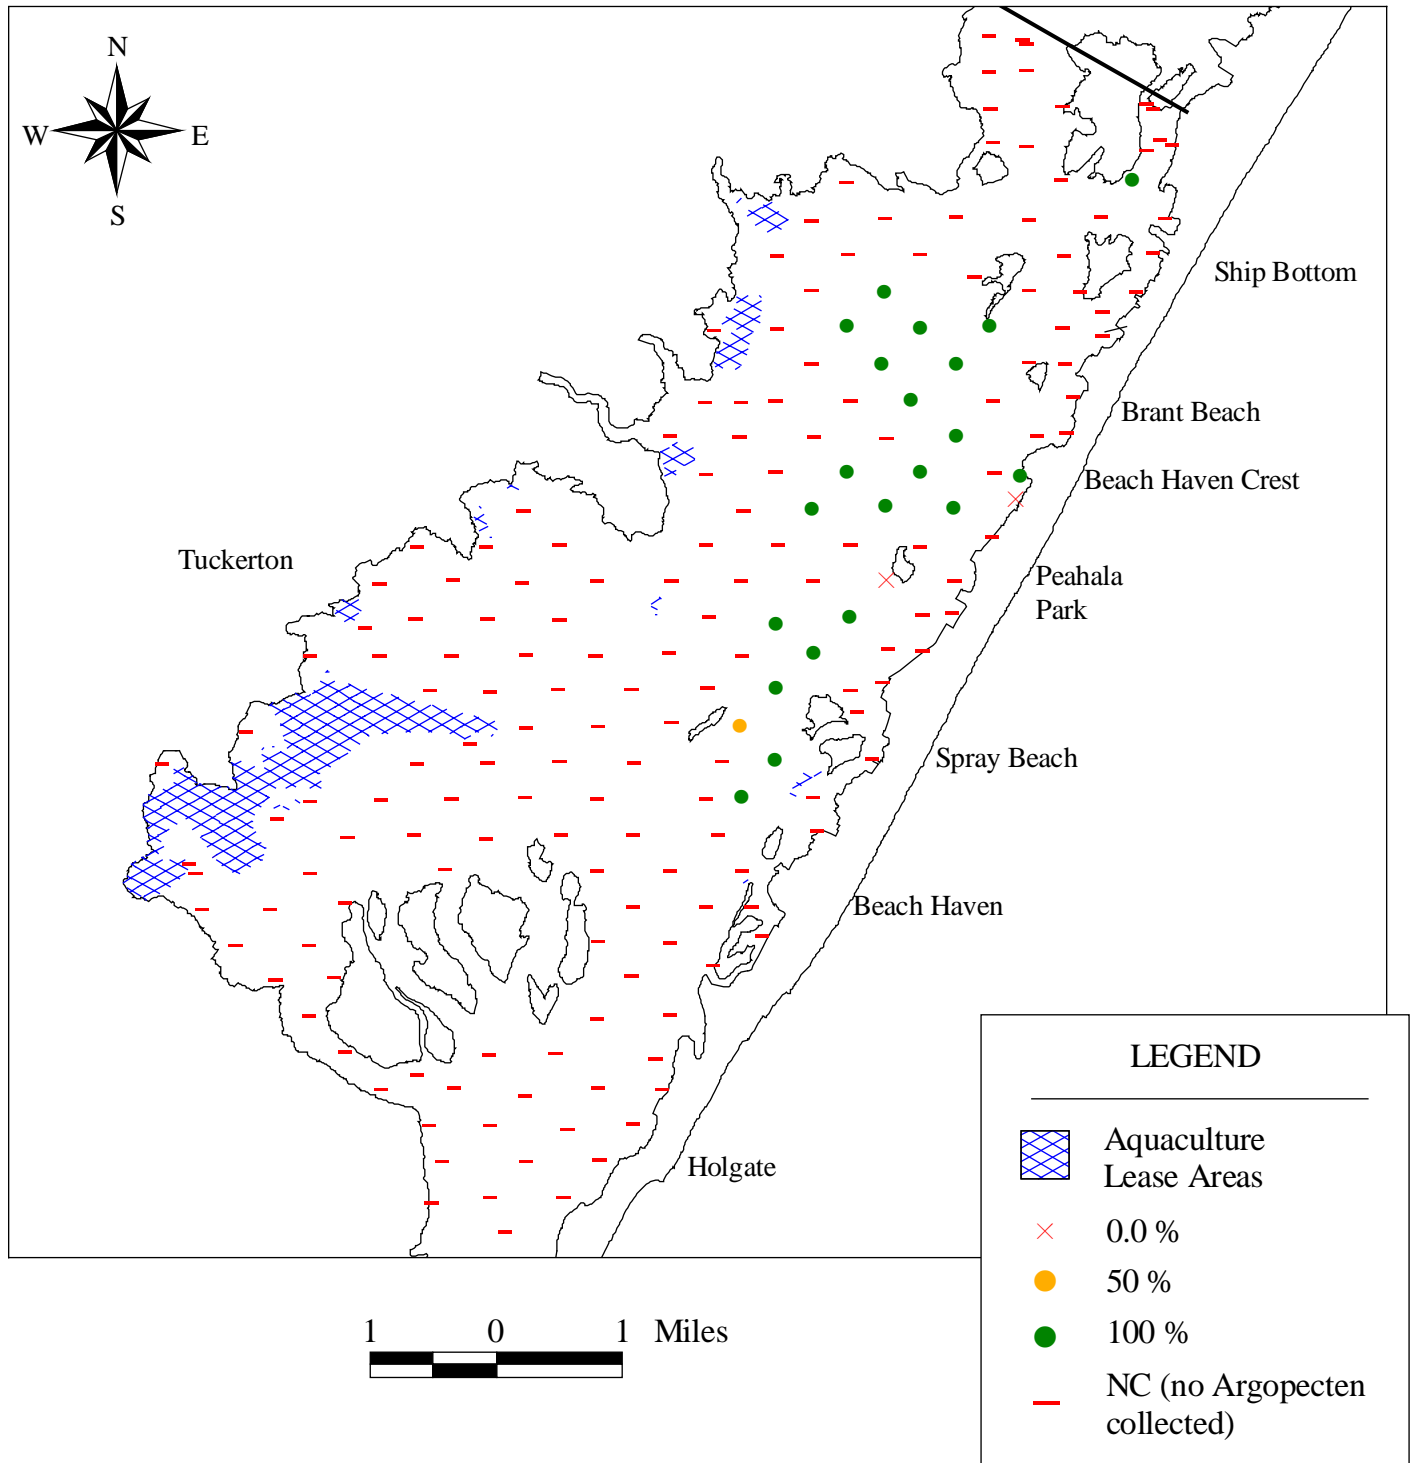 N
W
E
S
Ship Bottom
Brant Beach
Beach Haven Crest
Tuckerton
Peahala
Park
Spray Beach
Beach Haven
Holgate
LEGEND
Aquaculture
Lease Areas
0.0 %
50 %
100 %
NC (no Argopecten
collected)
1 0 1 Miles